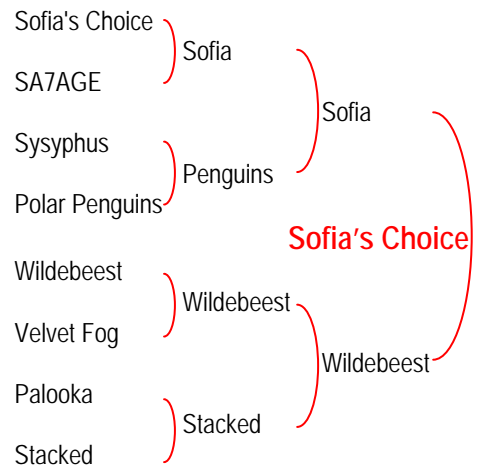 Sofia's Choice
Sofia
SA7AGE
Sofia
Sysyphus
Penguins
Polar Penguins
Sofia's Choice
Wildebeest
Wildebeest
Velvet Fog
Wildebeest
Palooka
Stacked
Stacked